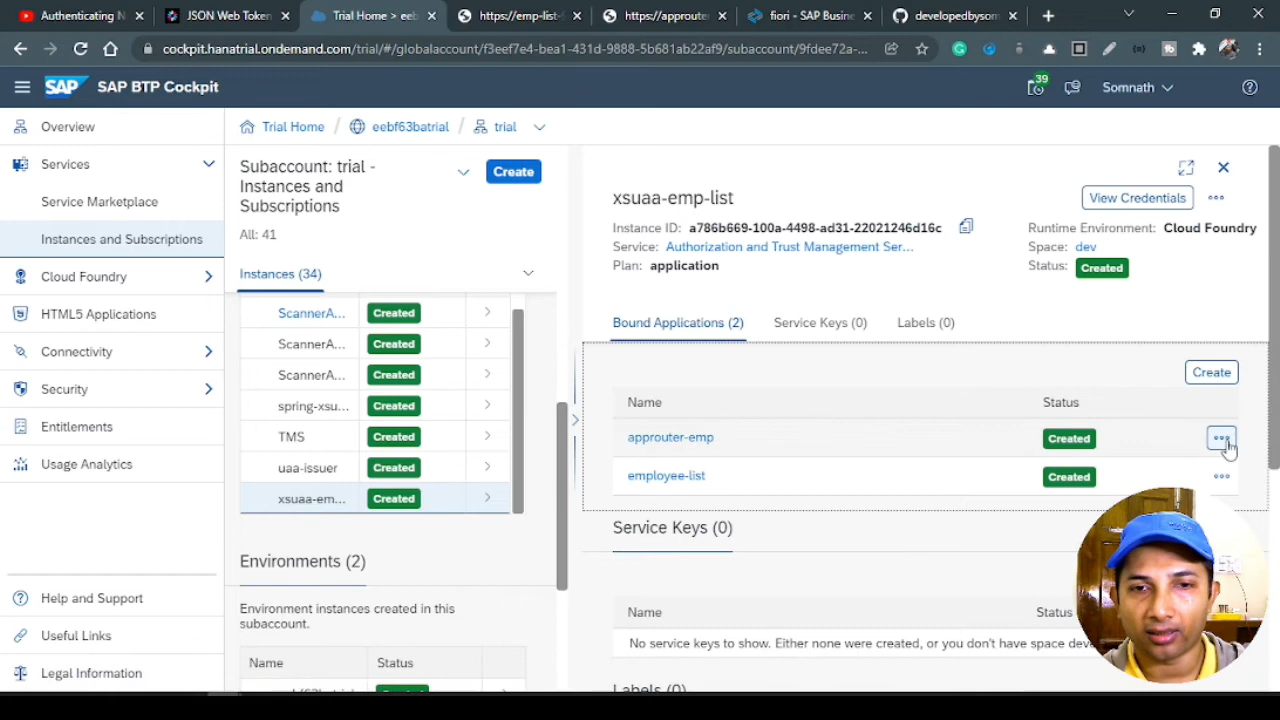 Authenticating N
JSON Web Token
Trial Home > eeb
https://emp-list-
https://approute
fiori - SAP Busine
developedbysom
cockpit.hanatrial.ondemand.com/trial/#/globalaccount/f3eef7e4-bea1-431d-9888-5b681ab22af9/subaccount/9fdee72a-...
SAP
SAP BTP Cockpit
39
Somnath
Overview
Services
Service Marketplace
Instances and Subscriptions
Cloud Foundry
HTML5 Applications
Connectivity
Security
Entitlements
Usage Analytics
Help and Support
Useful Links
Legal Information
Trial Home / eebf63batrial / trial
Subaccount: trial -
Instances and
Subscriptions
Create
All: 41
Instances (34)
ScannerA... Created
ScannerA... Created
ScannerA... Created
spring-xsu... Created
TMS Created
uaa-issuer Created
xsuaa-em... Created
Environments (2)
Environment instances created in this
subaccount.
Name Status
xsuaa-emp-list
View Credentials
Instance ID: a786b669-100a-4498-ad31-22021246d16c
Service: Authorization and Trust Management Ser...
Plan: application
Runtime Environment: Cloud Foundry
Space: dev
Status: Created
Bound Applications (2) Service Keys (0) Labels (0)
Create
Name Status
approuter-emp Created
employee-list Created
Service Keys (0)
Name Status
No service keys to show. Either none were created, or you don't have space deve
Labels (0)